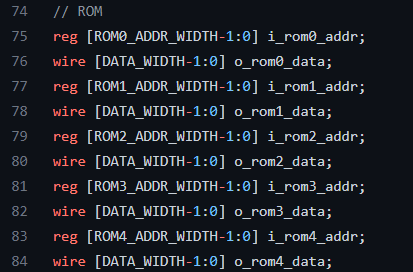 74 // ROM
75 reg [ROM0_ADDR_WIDTH-1:0] i_rom0_addr;
76 wire [DATA_WIDTH-1:0] o_rom0_data;
77 reg [ROM1_ADDR_WIDTH-1:0] i_rom1_addr;
78 wire [DATA_WIDTH-1:0] o_rom1_data;
79 reg [ROM2_ADDR_WIDTH-1:0] i_rom2_addr;
80 wire [DATA_WIDTH-1:0] o_rom2_data;
81 reg [ROM3_ADDR_WIDTH-1:0] i_rom3_addr;
82 wire [DATA_WIDTH-1:0] o_rom3_data;
83 reg [ROM4_ADDR_WIDTH-1:0] i_rom4_addr;
84 wire [DATA_WIDTH-1:0] o_rom4_data;